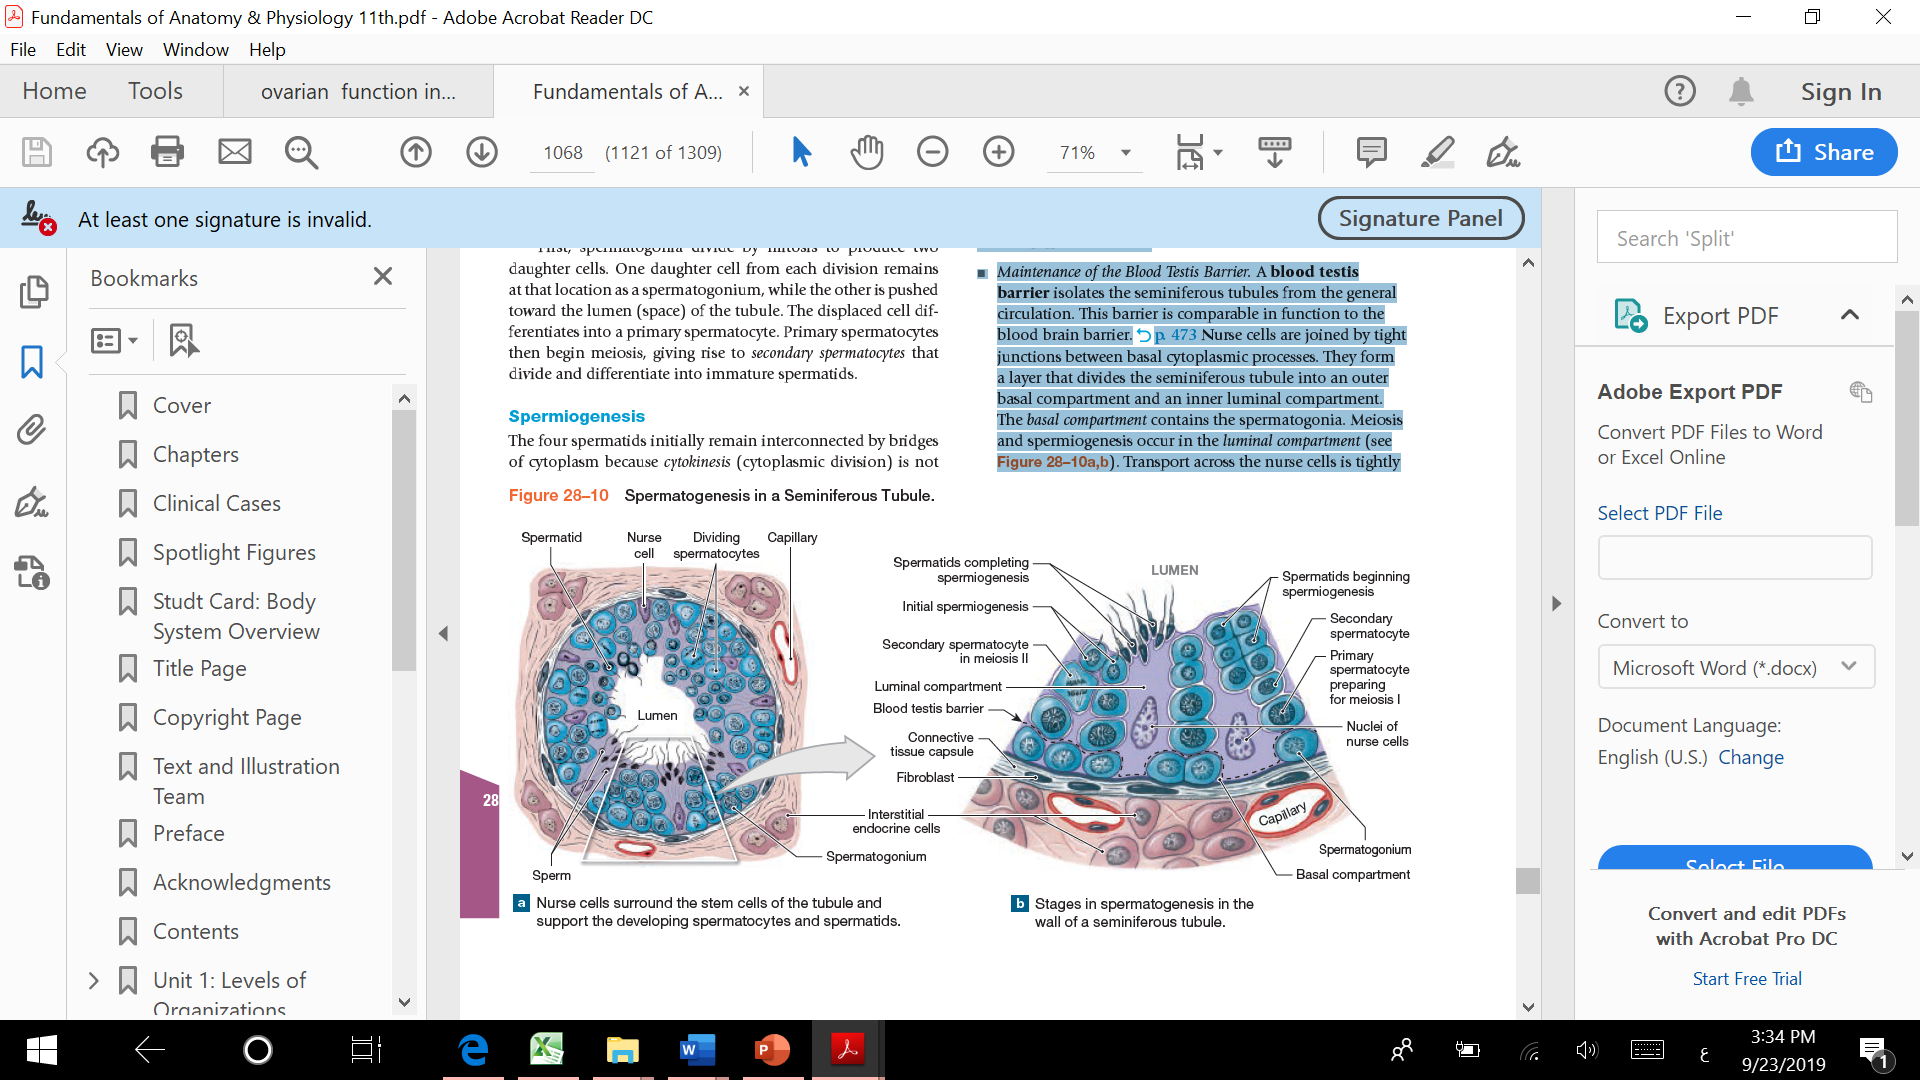 Fundamentals of Anatomy & Physiology 11th.pdf - Adobe Acrobat Reader DC
File Edit View Window Help
Home Tools ovarian function in... Fundamentals of A... Sign In
1068 (1121 of 1309) 71% Share
At least one signature is invalid. Signature Panel
Bookmarks
Cover
Chapters
Clinical Cases
Spotlight Figures
Studt Card: Body
System Overview
Title Page
Copyright Page
Text and Illustration
Team
Preface
Acknowledgments
Contents
Unit 1: Levels of
Organizations
First, spermatogonia divide by mitosis to produce two
daughter cells. One daughter cell from each division remains
at that location as a spermatogonium, while the other is pushed
toward the lumen (space) of the tubule. The displaced cell dif-
ferentiates into a primary spermatocyte. Primary spermatocytes
then begin meiosis, giving rise to secondary spermatocytes that
divide and differentiate into immature spermatids.
Spermiogenesis
The four spermatids initially remain interconnected by bridges
of cytoplasm because cytokinesis (cytoplasmic division) is not
Maintenance of the Blood Testis Barrier. A blood testis
barrier isolates the seminiferous tubules from the general
circulation. This barrier is comparable in function to the
blood brain barrier. p. 473 Nurse cells are joined by tight
junctions between basal cytoplasmic processes. They form
a layer that divides the seminiferous tubule into an outer
basal compartment and an inner luminal compartment.
The basal compartment contains the spermatogonia. Meiosis
and spermiogenesis occur in the luminal compartment (see
Figure 28–10a,b). Transport across the nurse cells is tightly
Figure 28–10 Spermatogenesis in a Seminiferous Tubule.
Spermatid
Nurse
cell
Dividing
spermatocytes
Capillary
Lumen
Sperm
Spermatogonium
Interstitial
endocrine cells
28
a Nurse cells surround the stem cells of the tubule and
support the developing spermatocytes and spermatids.
Spermatids completing
spermiogenesis
Initial spermiogenesis
Secondary spermatocyte
in meiosis II
Luminal compartment
Blood testis barrier
Connective
tissue capsule
Fibroblast
LUMEN
Spermatids beginning
spermiogenesis
Secondary
spermatocyte
Primary
spermatocyte
preparing
for meiosis I
Nuclei of
nurse cells
Capillary
Spermatogonium
Basal compartment
b Stages in spermatogenesis in the
wall of a seminiferous tubule.
Search 'Split'
Export PDF
Adobe Export PDF
Convert PDF Files to Word
or Excel Online
Select PDF File
Convert to
Microsoft Word (*.docx)
Document Language:
English (U.S.) Change
Select File
Convert and edit PDFs
with Acrobat Pro DC
Start Free Trial
ع
3:34 PM
9/23/2019
1